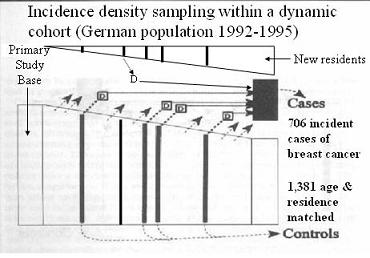 Incidence density sampling within a dynamic
cohort (German population 1992-1995)
Primary
Study
Base
New residents
D
D
D
D
D
Cases
706 incident
cases of
breast cancer
1,381 age &
residence
matched
Controls